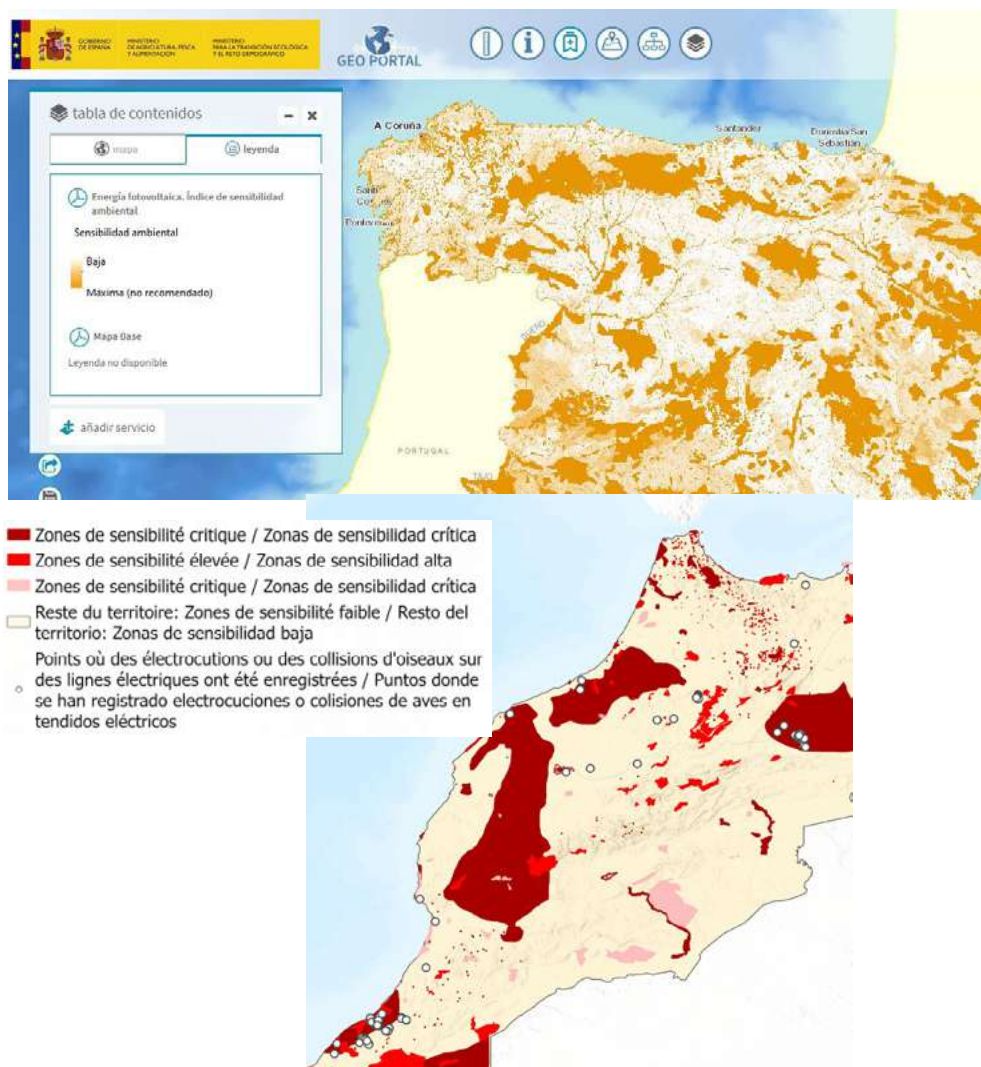 GOBIERNO
DE ESPAÑA
MINISTERIO
DE AGRICULTURA, PESCA
Y ALIMENTACIÓN
MINISTERIO
PARA LA TRANSICIÓN ECOLÓGICA
Y EL RETO DEMOGRÁFICO
GEO PORTAL
tabla de contenidos
mapa
leyenda
Energía fotovoltaica. Índice de sensibilidad
ambiental
Sensibilidad ambiental
Baja
Máxima (no recomendado)
Mapa Base
Leyenda no disponible
añadir servicio
A Coruña
Santander
Donostia/San
Sebastián
DUERO
PORTUGAL
TAJO
Zones de sensibilité critique / Zonas de sensibilidad crítica
Zones de sensibilité élevée / Zonas de sensibilidad alta
Zones de sensibilité critique / Zonas de sensibilidad crítica
Reste du territoire: Zones de sensibilité faible / Resto del
territorio: Zonas de sensibilidad baja
Points où des électrocutions ou des collisions d'oiseaux sur
des lignes électriques ont été enregistrées / Puntos donde
se han registrado electrocuciones o colisiones de aves en
tendidos eléctricos